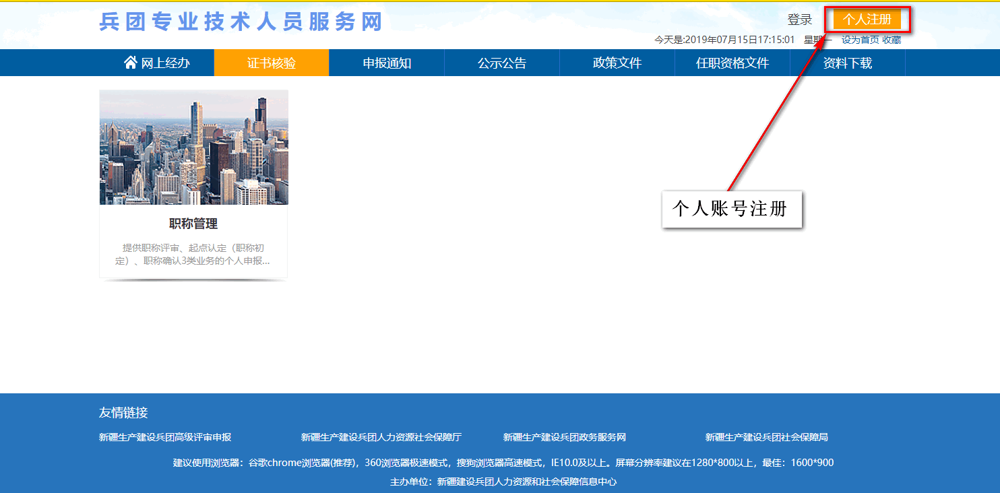 兵团专业技术人员服务网
登录 个人注册
今天是:2019年07月15日17:15:01 星期一 设为首页 收藏
网上经办 证书核验 申报通知 公示公告 政策文件 任职资格文件 资料下载
个人账号注册
职称管理
提供职称评审、起点认定（职称初
定）、职称确认3类业务的个人申报...
友情链接
新疆生产建设兵团高级评审申报 新疆生产建设兵团人力资源社会保障厅 新疆生产建设兵团政务服务网 新疆生产建设兵团社会保障局
建议使用浏览器：谷歌chrome浏览器(推荐)，360浏览器极速模式，搜狗浏览器高速模式，IE10.0及以上。屏幕分辨率建议在1280*800以上，最佳：1600*900
主办单位：新疆建设兵团人力资源和社会保障信息中心